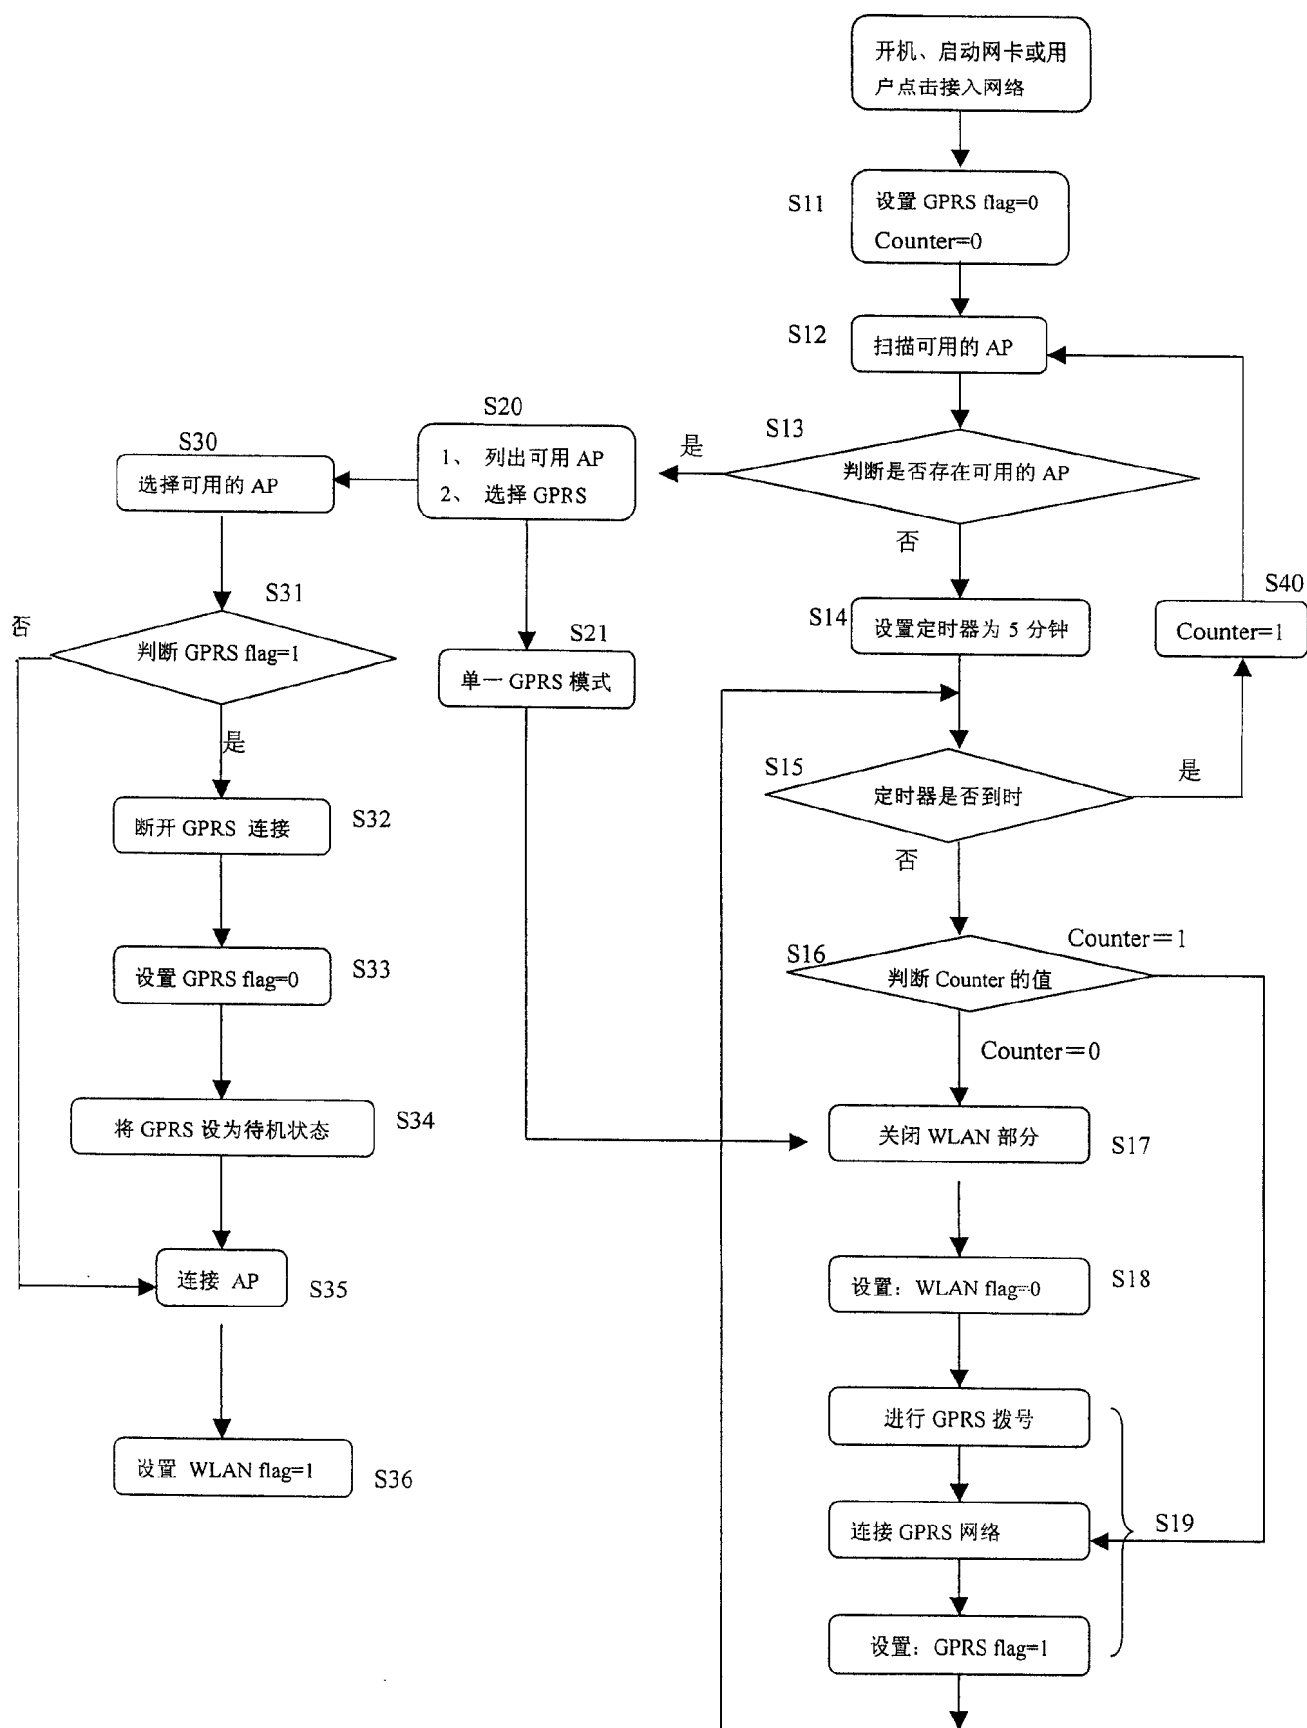 开机、启动网卡或用
户点击接入网络
S11
设置 GPRS flag=0
Counter=0
S12
扫描可用的 AP
S13
判断是否存在可用的 AP
是
否
S20
1、 列出可用 AP
2、 选择 GPRS
S30
选择可用的 AP
S31
判断 GPRS flag=1
否
是
S21
单一 GPRS 模式
S14
设置定时器为 5 分钟
S40
Counter=1
S15
定时器是否到时
是
否
S32
断开 GPRS 连接
S16
判断 Counter 的值
Counter＝1
Counter＝0
S33
设置 GPRS flag=0
S34
将 GPRS 设为待机状态
S17
关闭 WLAN 部分
S35
连接 AP
S18
设置：WLAN flag=0
S36
设置 WLAN flag=1
进行 GPRS 拨号
连接 GPRS 网络
S19
设置：GPRS flag=1